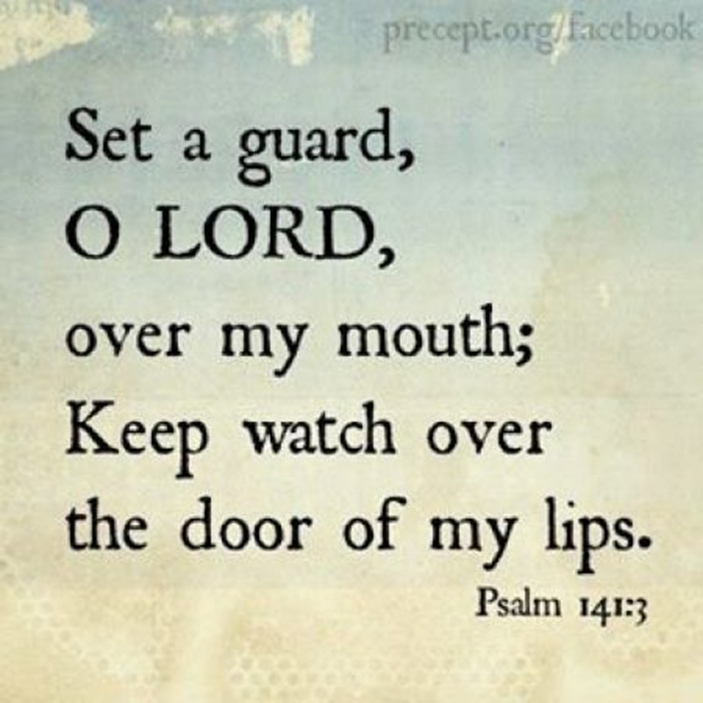 precept.org/facebook
Set a guard,
O LORD,
over my mouth;
Keep watch over
the door of my lips.
Psalm 141:3